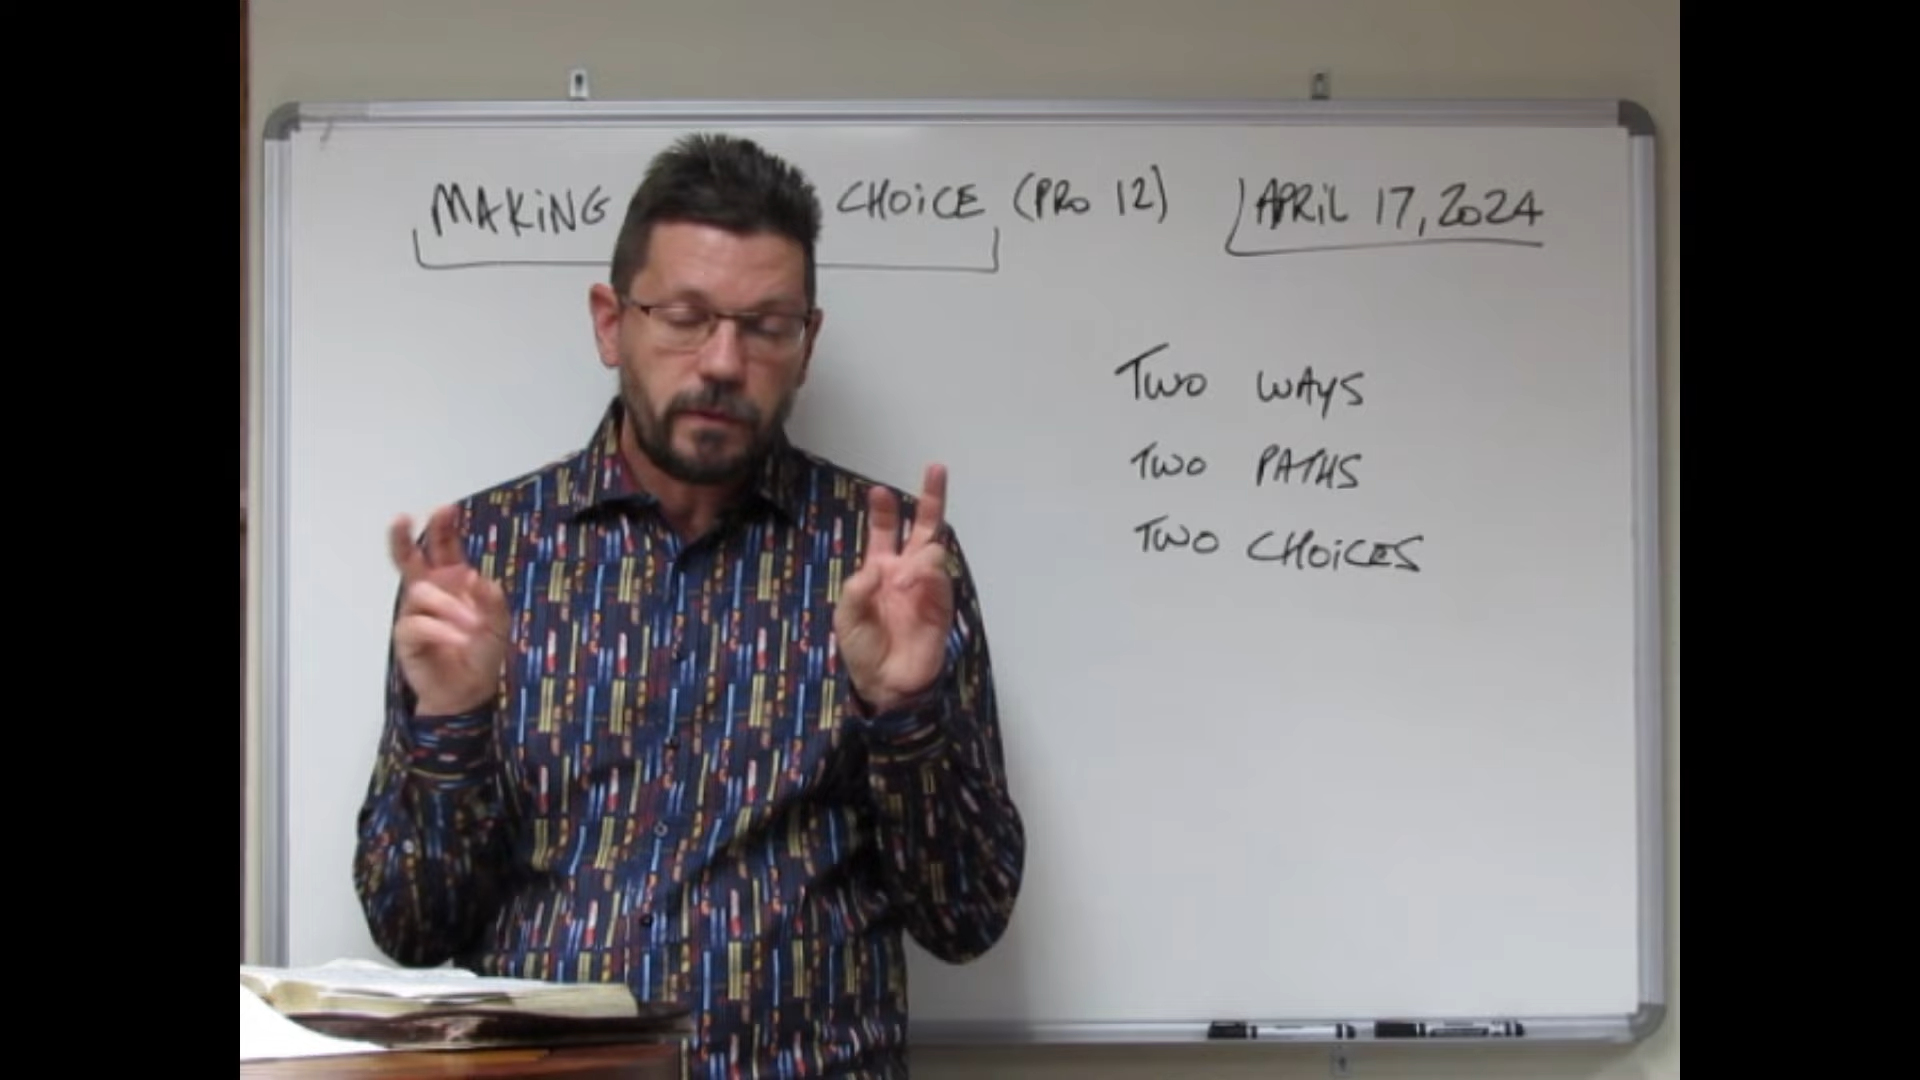 MAKING CHOICE (PRO 12) APRIL 17, 2024
TWO WAYS
TWO PATHS
TWO CHOICES